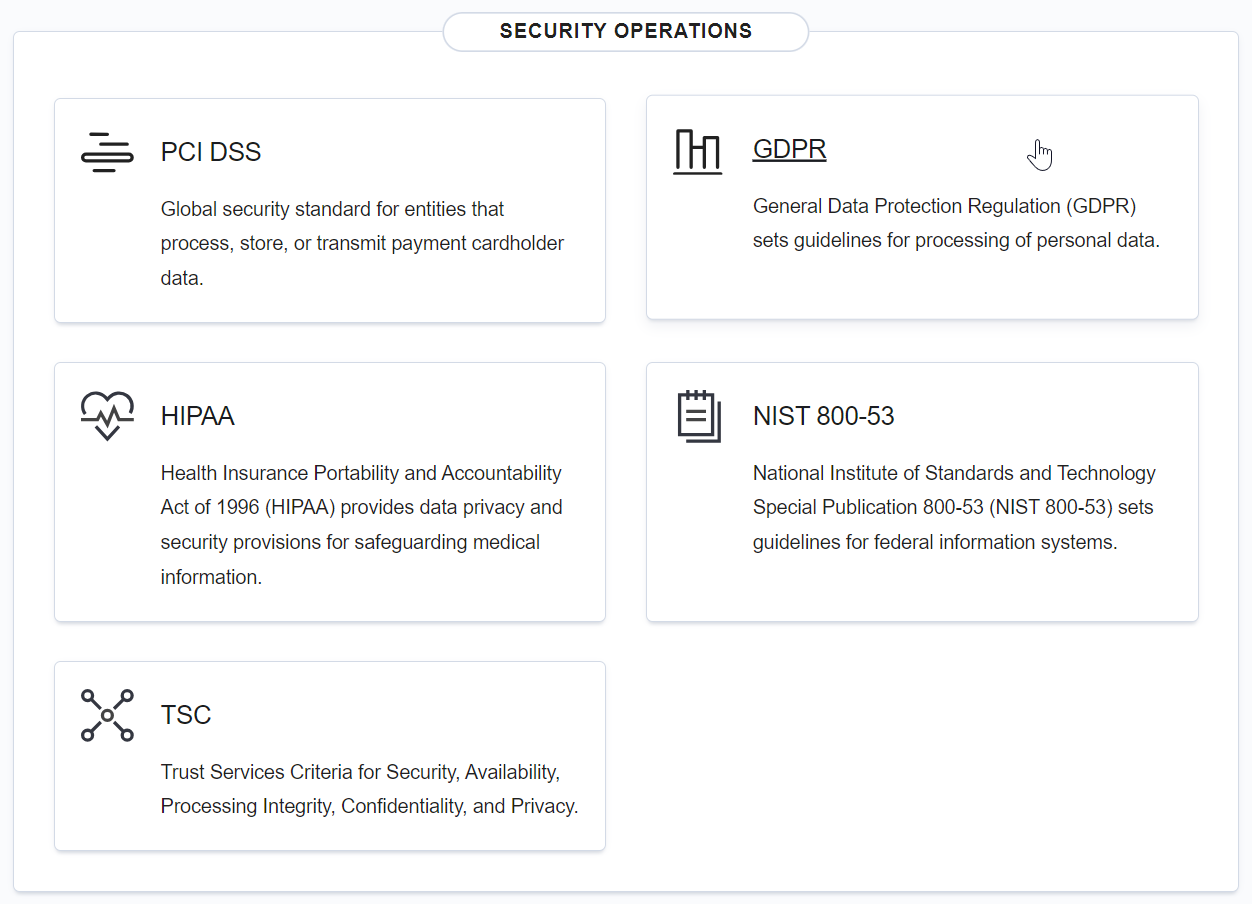 SECURITY OPERATIONS
PCI DSS
Global security standard for entities that
process, store, or transmit payment cardholder
data.
GDPR
General Data Protection Regulation (GDPR)
sets guidelines for processing of personal data.
HIPAA
Health Insurance Portability and Accountability
Act of 1996 (HIPAA) provides data privacy and
security provisions for safeguarding medical
information.
NIST 800-53
National Institute of Standards and Technology
Special Publication 800-53 (NIST 800-53) sets
guidelines for federal information systems.
TSC
Trust Services Criteria for Security, Availability,
Processing Integrity, Confidentiality, and Privacy.